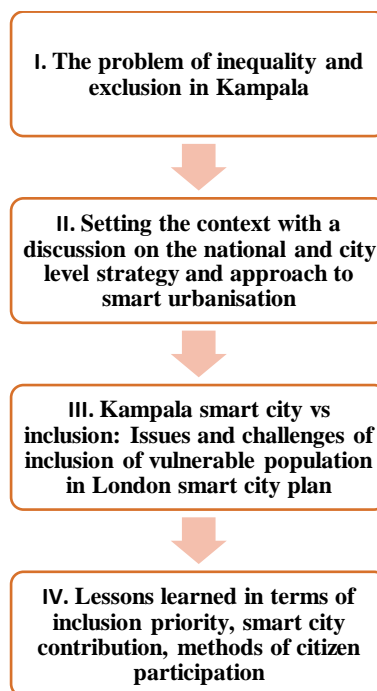 I. The problem of inequality and
exclusion in Kampala
II. Setting the context with a
discussion on the national and city
level strategy and approach to
smart urbanisation
III. Kampala smart city vs
inclusion: Issues and challenges of
inclusion of vulnerable population
in London smart city plan
IV. Lessons learned in terms of
inclusion priority, smart city
contribution, methods of citizen
participation